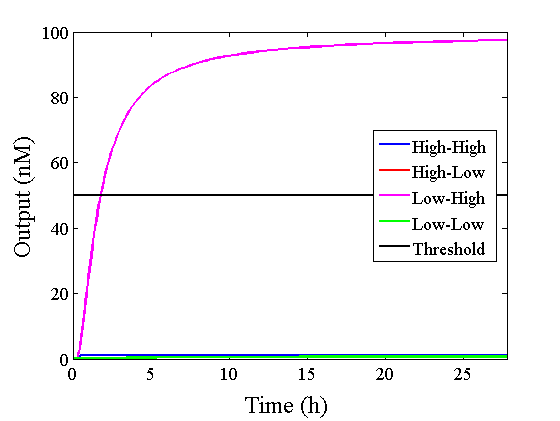 100
80
60
40
20
0
Output (nM)
High-High
High-Low
Low-High
Low-Low
Threshold
0 5 10 15 20 25
Time (h)